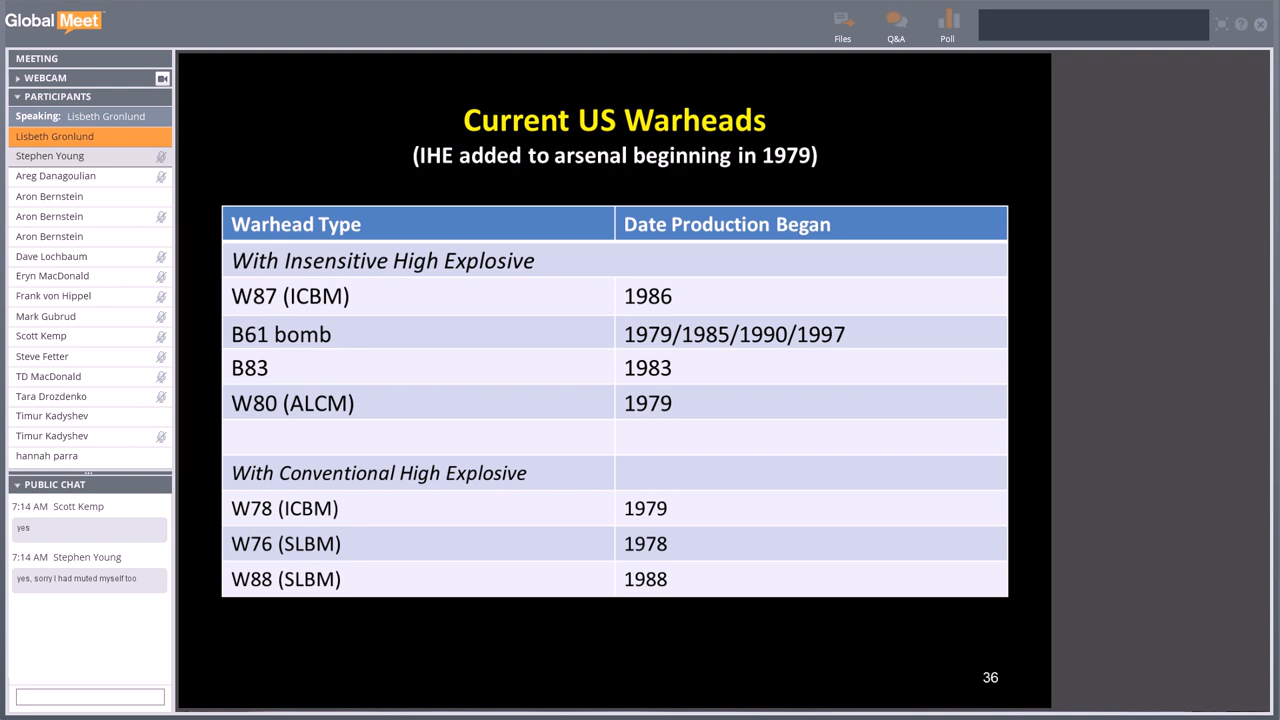 Global Meet
Files
Q&A
Poll
MEETING
WEBCAM
PARTICIPANTS
Speaking: Lisbeth Gronlund
Lisbeth Gronlund
Stephen Young
Areg Danagoulian
Aron Bernstein
Aron Bernstein
Aron Bernstein
Dave Lochbaum
Eryn MacDonald
Frank von Hippel
Mark Gubrud
Scott Kemp
Steve Fetter
TD MacDonald
Tara Drozdenko
Timur Kadyshev
Timur Kadyshev
hannah parra
PUBLIC CHAT
7:14 AM Scott Kemp
yes
7:14 AM Stephen Young
yes, sorry I had muted myself too
Current US Warheads
(IHE added to arsenal beginning in 1979)
Warhead Type Date Production Began
With Insensitive High Explosive
W87 (ICBM) 1986
B61 bomb 1979/1985/1990/1997
B83 1983
W80 (ALCM) 1979
With Conventional High Explosive
W78 (ICBM) 1979
W76 (SLBM) 1978
W88 (SLBM) 1988
36